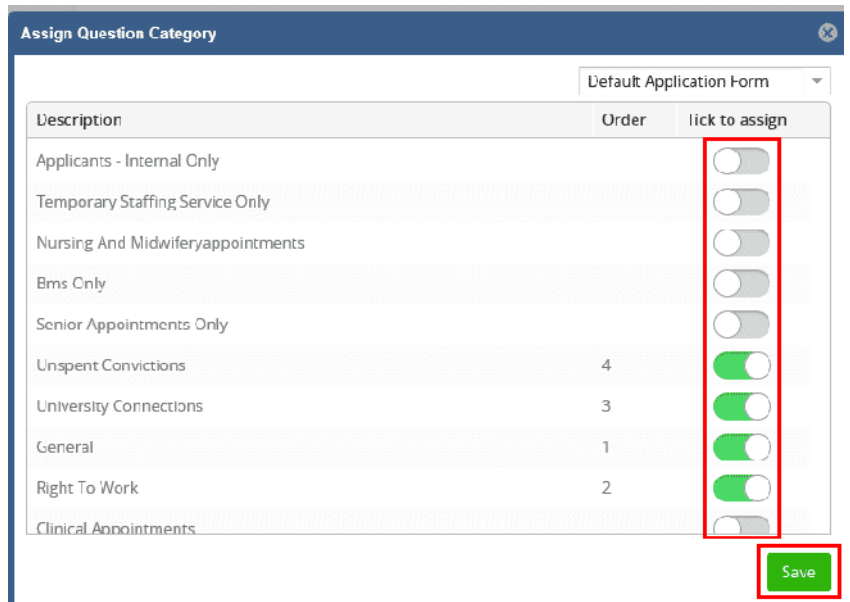 Assign Question Category
Default Application Form
Description Order Tick to assign
Applicants - Internal Only
Temporary Staffing Service Only
Nursing And Midwiferyappointments
Bms Only
Senior Appointments Only
Unspent Convictions 4
University Connections 3
General 1
Right To Work 2
Clinical Appointments
Save